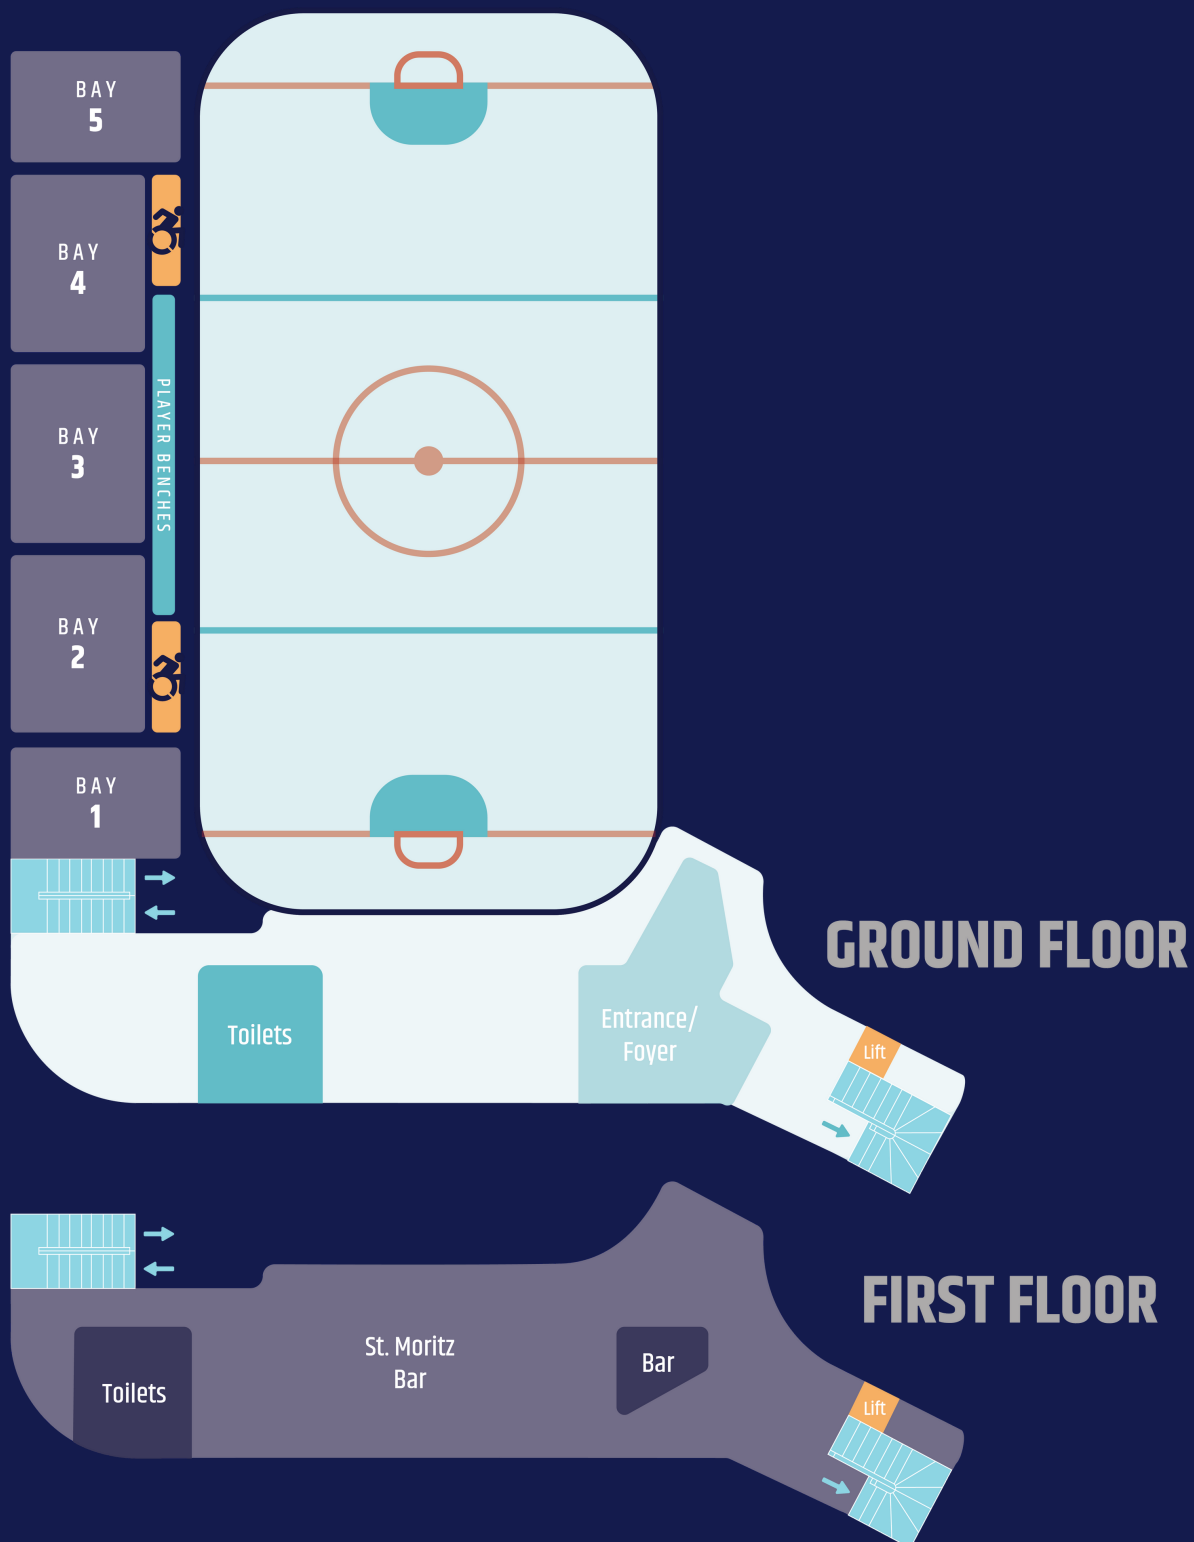 BAY
5
BAY
4
PLAYER BENCHES
BAY
3
BAY
2
BAY
1
GROUND FLOOR
Toilets
Entrance/
Foyer
Lift
FIRST FLOOR
St. Moritz
Bar
Bar
Toilets
Lift